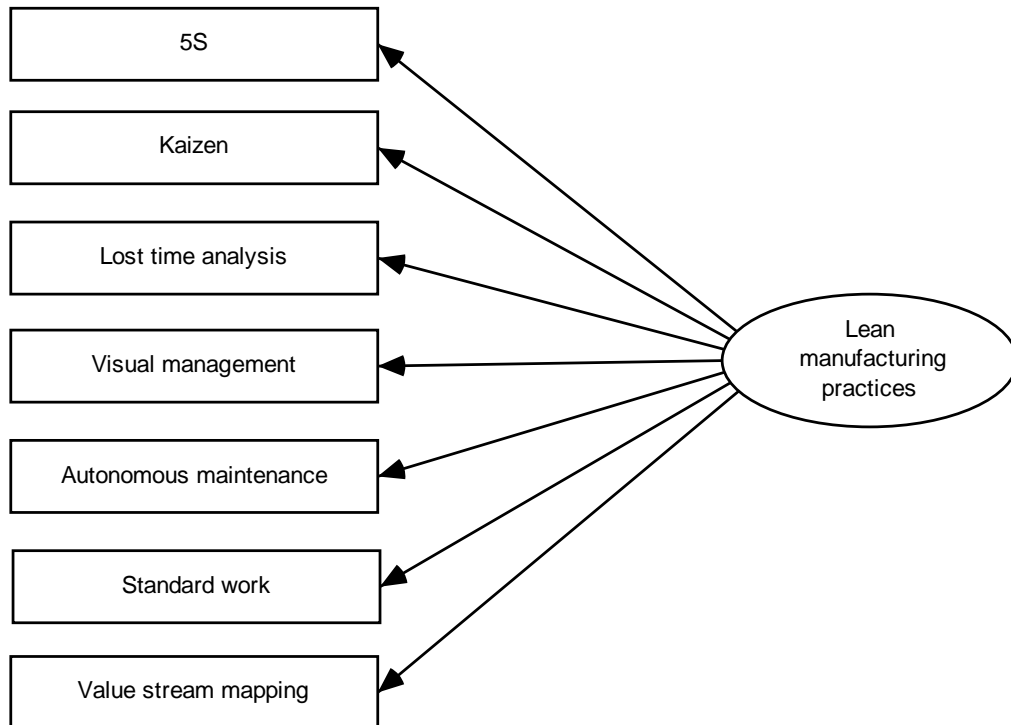 5S
Kaizen
Lost time analysis
Visual management
Autonomous maintenance
Standard work
Value stream mapping
Lean
manufacturing
practices